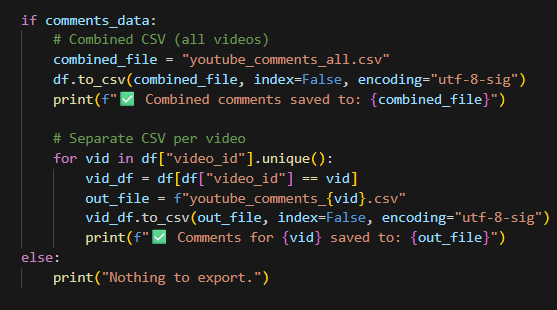 if comments_data:
    # Combined CSV (all videos)
    combined_file = "youtube_comments_all.csv"
    df.to_csv(combined_file, index=False, encoding="utf-8-sig")
    print(f"✅ Combined comments saved to: {combined_file}")

    # Separate CSV per video
    for vid in df["video_id"].unique():
        vid_df = df[df["video_id"] == vid]
        out_file = f"youtube_comments_{vid}.csv"
        vid_df.to_csv(out_file, index=False, encoding="utf-8-sig")
        print(f"✅ Comments for {vid} saved to: {out_file}")
else:
    print("Nothing to export.")